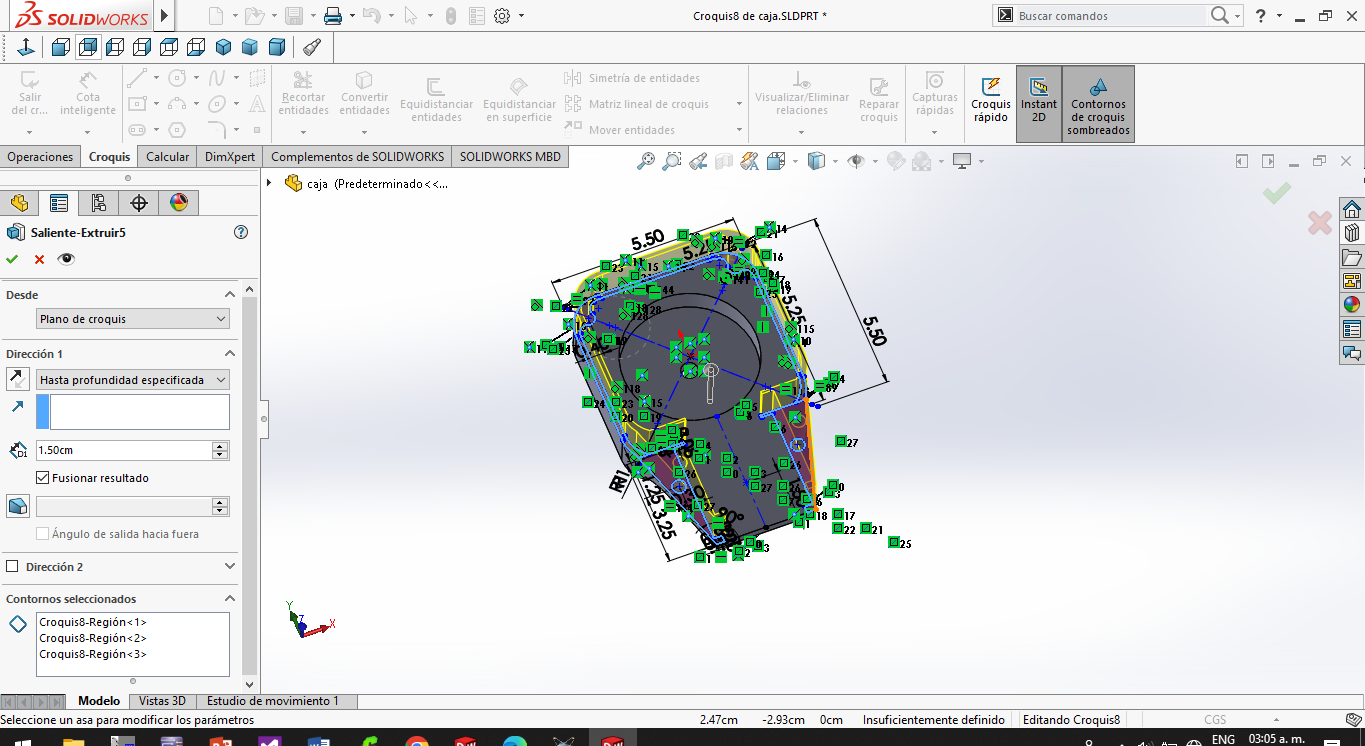 SOLIDWORKS
Croquis8 de caja.SLDPRT *
Buscar comandos
Salir del cr...
Cota inteligente
Recortar entidades
Convertir entidades
Equidistanciar entidades
Equidistanciar en superficie
Simetría de entidades
Matriz lineal de croquis
Mover entidades
Visualizar/Eliminar relaciones
Reparar croquis
Capturas rápidas
Croquis rápido
Instant 2D
Contornos de croquis sombreados
Operaciones
Croquis
Calcular
DimXpert
Complementos de SOLIDWORKS
SOLIDWORKS MBD
caja (Predeterminado<<...
Saliente-Extruir5
Desde
Plano de croquis
Dirección 1
Hasta profundidad especificada
D1
1.50cm
Fusionar resultado
Ángulo de salida hacia fuera
Dirección 2
Contornos seleccionados
Croquis8-Región<1>
Croquis8-Región<2>
Croquis8-Región<3>
5.50
5.25
5.50
3.25
90°
Y
Z
X
Modelo
Vistas 3D
Estudio de movimiento 1
Seleccione un asa para modificar los parámetros
2.47cm
-2.93cm
0cm
Insuficientemente definido
Editando Croquis8
CGS
ENG
03:05 a. m.